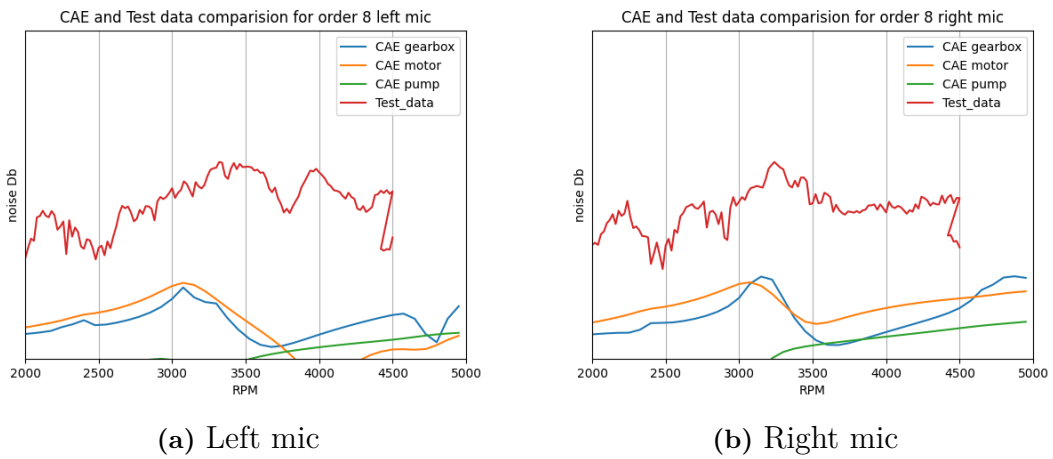 CAE and Test data comparision for order 8 left mic
noise Db
CAE gearbox
CAE motor
CAE pump
Test_data
2000 2500 3000 3500 4000 4500 5000
RPM
(a) Left mic
CAE and Test data comparision for order 8 right mic
noise Db
CAE gearbox
CAE motor
CAE pump
Test_data
2000 2500 3000 3500 4000 4500 5000
RPM
(b) Right mic